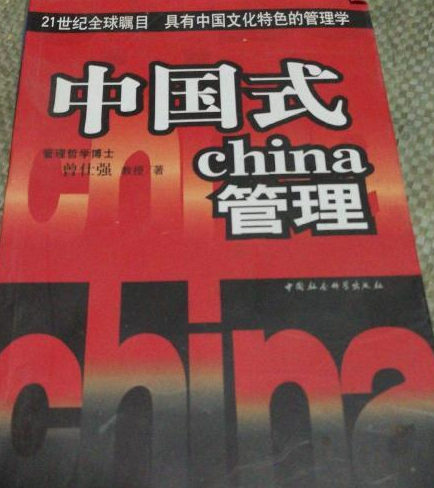 21世纪全球瞩目 具有中国文化特色的管理学
中国式
china
管理
管理哲学博士
曾仕强 教授/著
中国社会科学出版社
chi
china